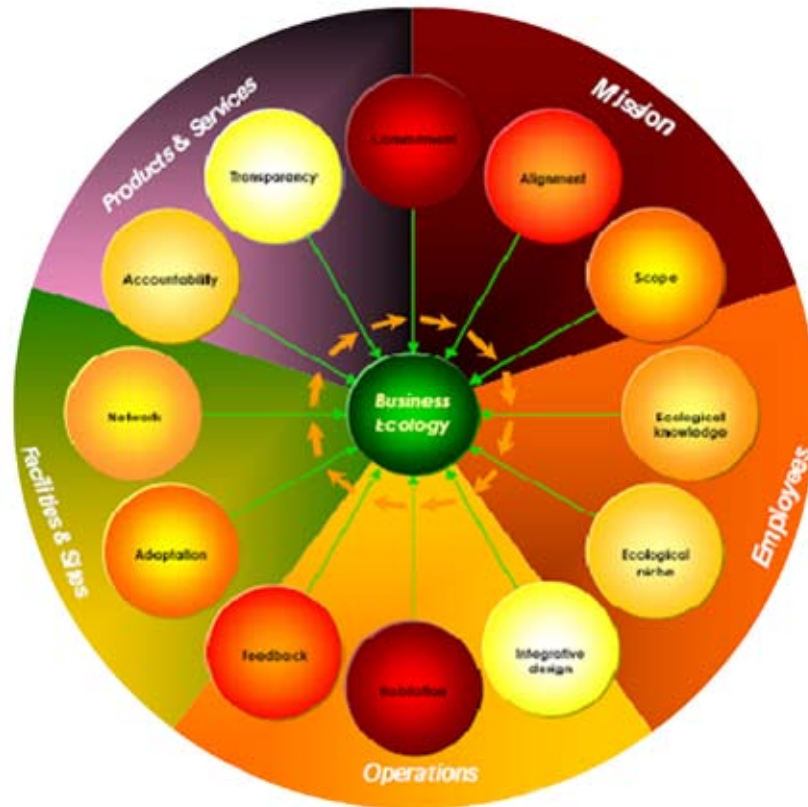 Products & Services
Mission
Commitment
Transparency
Alignment
Accountability
Scope
Business
Ecology
Network
Ecological
knowledge
Facilities & Sites
Employees
Adaptation
Ecological
niche
Feedback
Integrative
design
Operations